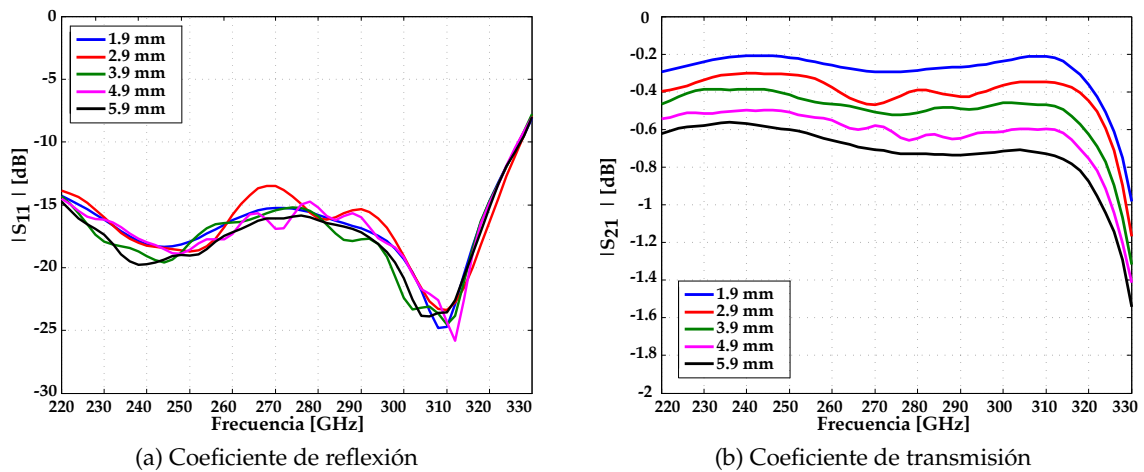 0
-5
-10
-15
-20
-25
-30
|S11 | [dB]
1.9 mm
2.9 mm
3.9 mm
4.9 mm
5.9 mm
220 230 240 250 260 270 280 290 300 310 320 330
Frecuencia [GHz]
(a) Coeficiente de reflexión
0
-0.2
-0.4
-0.6
-0.8
-1
-1.2
-1.4
-1.6
-1.8
-2
|S21 | [dB]
1.9 mm
2.9 mm
3.9 mm
4.9 mm
5.9 mm
220 230 240 250 260 270 280 290 300 310 320 330
Frecuencia [GHz]
(b) Coeficiente de transmisión